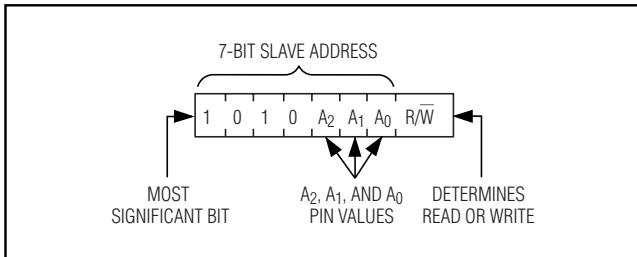 7-BIT SLAVE ADDRESS
1 0 1 0 A2 A1 A0 R/W̅
MOST SIGNIFICANT BIT
A2, A1, AND A0 PIN VALUES
DETERMINES READ OR WRITE